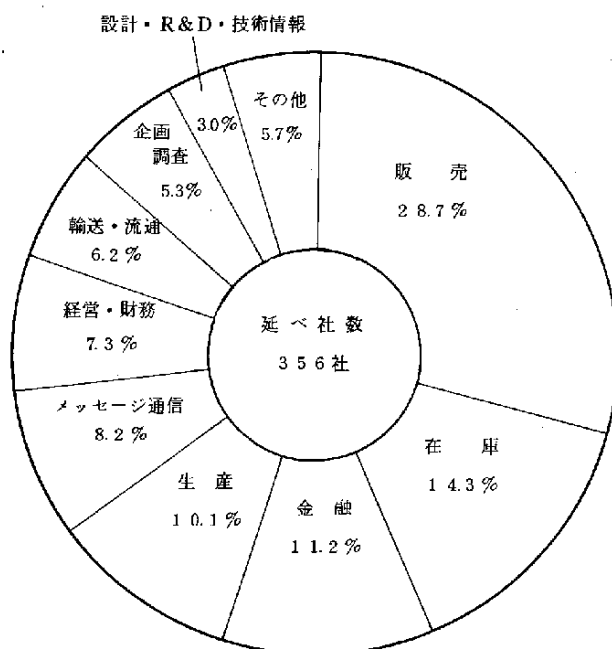 設計・R&D・技術情報
その他
5.7%
3.0%
企画
調査
5.3%
販売
28.7%
輸送・流通
6.2%
経営・財務
7.3%
延べ社数
356社
メッセージ通信
8.2%
在庫
14.3%
生産
10.1%
金融
11.2%